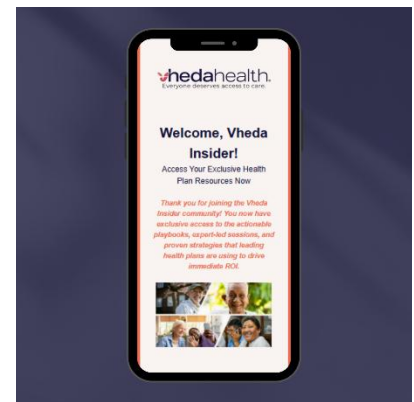 vhedahealth.
Everyone deserves access to care.
Welcome, Vheda
Insider!
Access Your Exclusive Health
Plan Resources Now
Thank you for joining the Vheda
Insider community! You now have
exclusive access to the actionable
playbooks, expert-led sessions, and
proven strategies that leading
health plans are using to drive
immediate ROI.